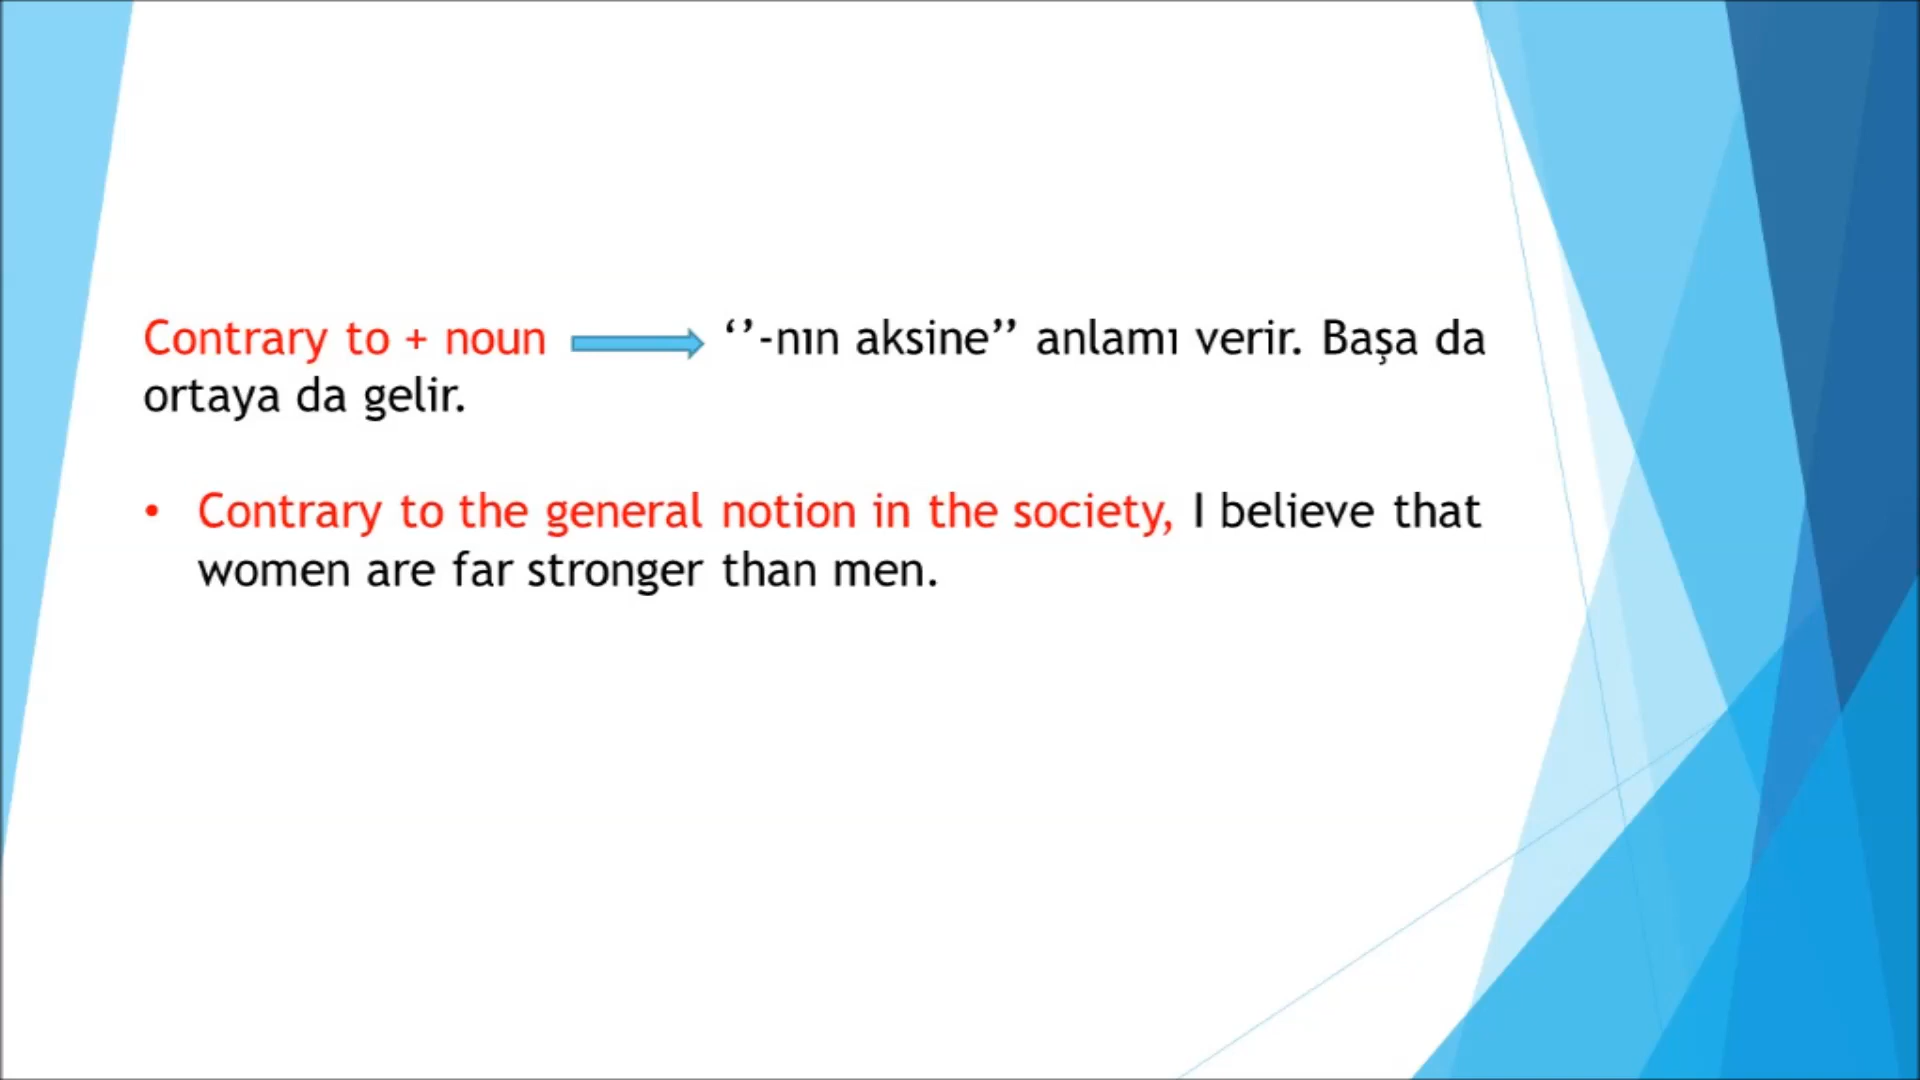 Contrary to + noun ‘’-nın aksine’’ anlamı verir. Başa da
ortaya da gelir.
• Contrary to the general notion in the society, I believe that
women are far stronger than men.